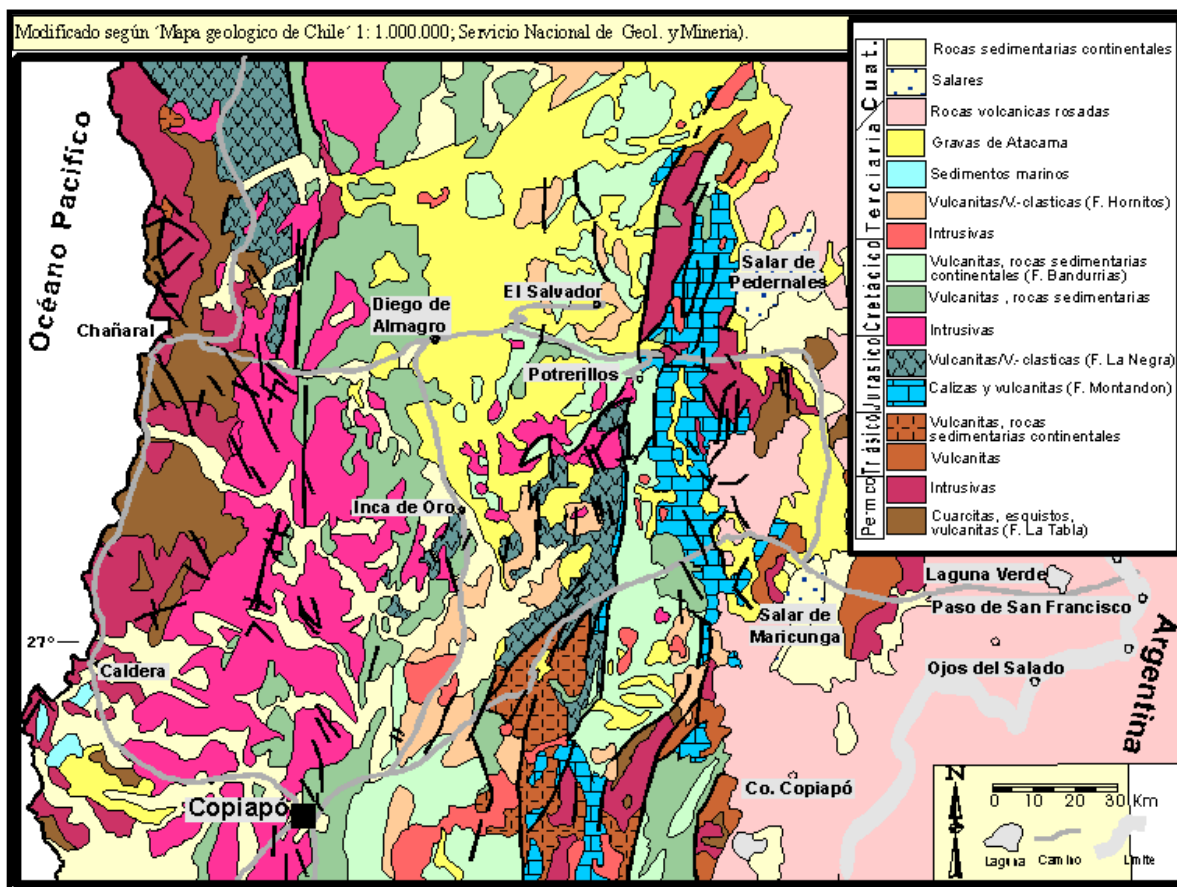 Modificado según ´Mapa geologico de Chile´ 1: 1.000.000; Servicio Nacional de Geol. y Mineria).
Cuat.
Terciaria
Cretácico
Jurasico
Triásico
Permco
Rocas sedimentarias continentales
Salares
Rocas volcanicas rosadas
Gravas de Atacama
Sedimentos marinos
Vulcanitas/V.-clasticas (F. Hornitos)
Intrusivas
Vulcanitas, rocas sedimentarias
continentales (F. Bandurrias)
Vulcanitas , rocas sedimentarias
Intrusivas
Vulcanitas/V.-clasticas (F. La Negra)
Calizas y vulcanitas (F. Montandon)
Vulcanitas, rocas
sedimentarias continentales
Vulcanitas
Intrusivas
Cuarcitas, esquistos,
vulcanitas (F. La Tabla)
Océano Pacifico
Chañaral
Diego de
Almagro
El Salvador
Salar de
Pedernales
Potrerillos
Inca de Oro
27°
Caldera
Copiapó
Salar de
Maricunga
Laguna Verde
Paso de San Francisco
Ojos del Salado
Argentina
Co. Copiapó
N
0 10 20 30 Km
Laguna
Camino
Limite